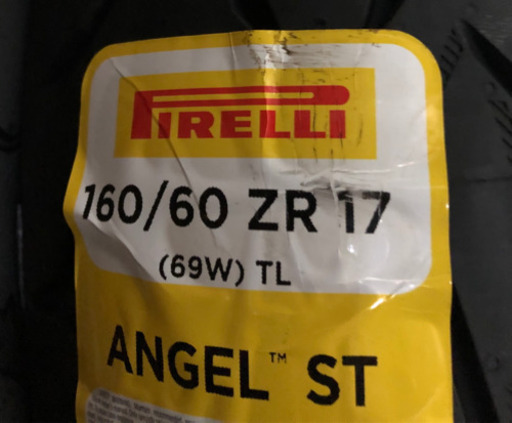 PIRELLI
160/60 ZR 17
(69W) TL
ANGEL™ ST